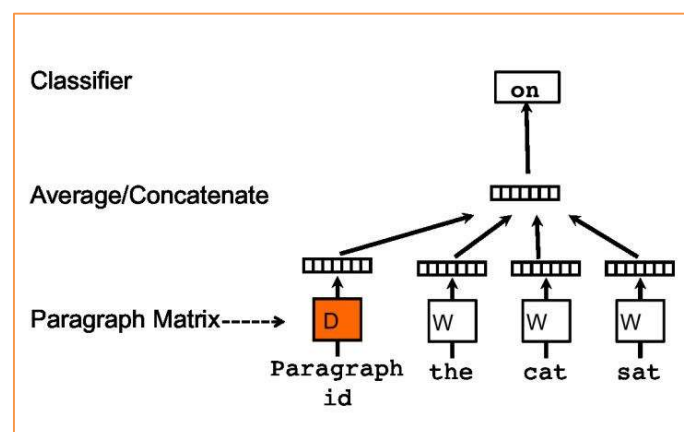 Classifier
on
Average/Concatenate
Paragraph Matrix
D
W
W
W
Paragraph
id
the
cat
sat